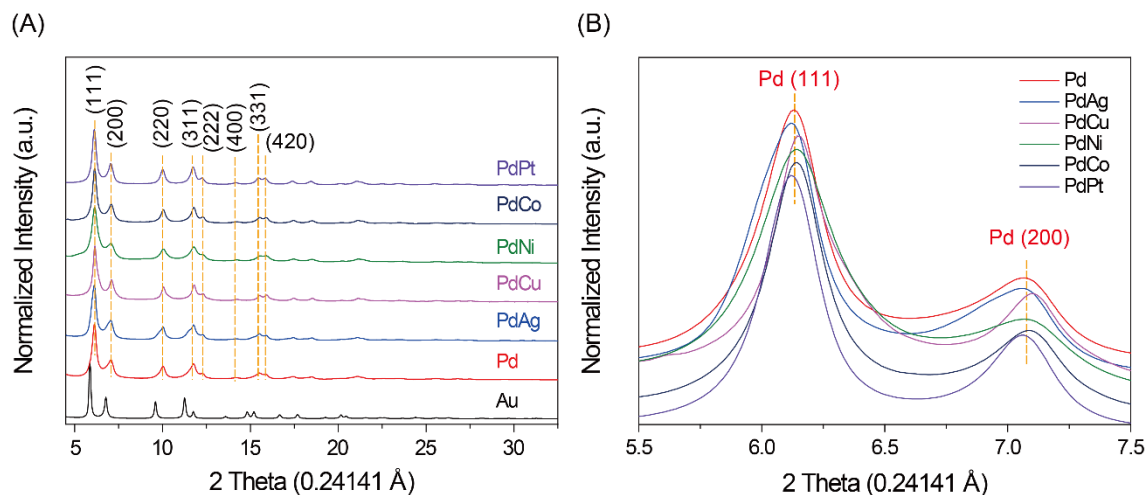 (A)
Normalized Intensity (a.u.)
(111)
(200)
(220)
(311)
(222)
(400)
(331)
(420)
PdPt
PdCo
PdNi
PdCu
PdAg
Pd
Au
5 10 15 20 25 30
2 Theta (0.24141 Å)
(B)
Normalized Intensity (a.u.)
Pd (111)
Pd (200)
Pd
PdAg
PdCu
PdNi
PdCo
PdPt
5.5 6.0 6.5 7.0 7.5
2 Theta (0.24141 Å)